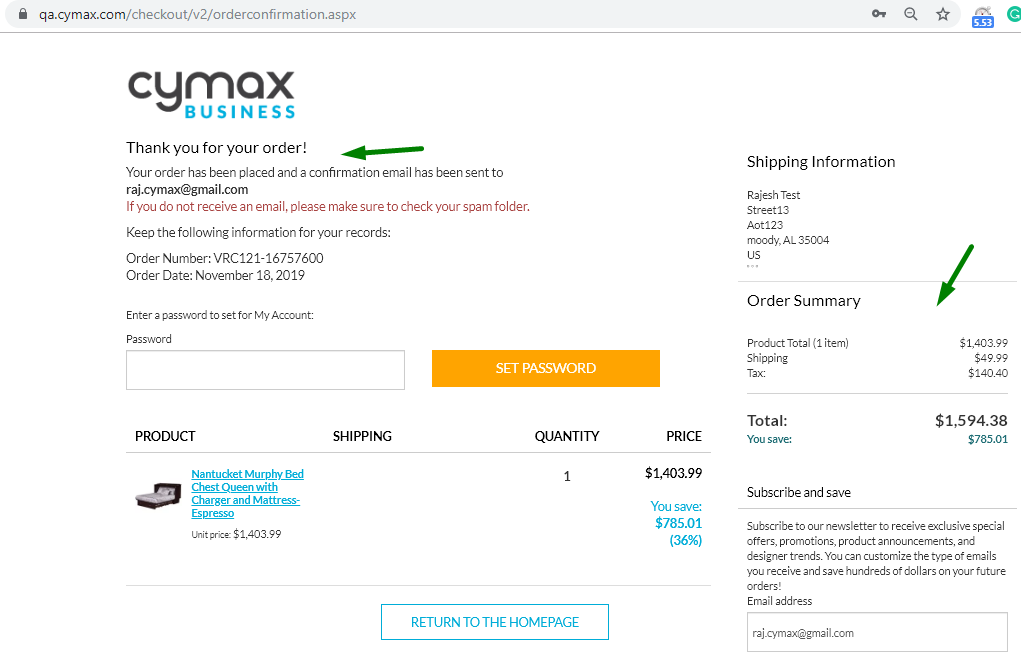 qa.cymax.com/checkout/v2/orderconfirmation.aspx
5.53
cymax
BUSINESS
Thank you for your order!
Your order has been placed and a confirmation email has been sent to
raj.cymax@gmail.com
If you do not receive an email, please make sure to check your spam folder.
Keep the following information for your records:
Order Number: VRC121-16757600
Order Date: November 18, 2019
Enter a password to set for My Account:
Password
SET PASSWORD
PRODUCT SHIPPING QUANTITY PRICE
Nantucket Murphy Bed
Chest Queen with
Charger and Mattress-
Espresso
Unit price: $1,403.99
1
$1,403.99
You save:
$785.01
(36%)
RETURN TO THE HOMEPAGE
Shipping Information
Rajesh Test
Street13
Aot123
moody, AL 35004
US
Order Summary
Product Total (1 item) $1,403.99
Shipping $49.99
Tax: $140.40
Total: $1,594.38
You save: $785.01
Subscribe and save
Subscribe to our newsletter to receive exclusive special
offers, promotions, product announcements, and
designer trends. You can customize the type of emails
you receive and save hundreds of dollars on your future
orders!
Email address
raj.cymax@gmail.com